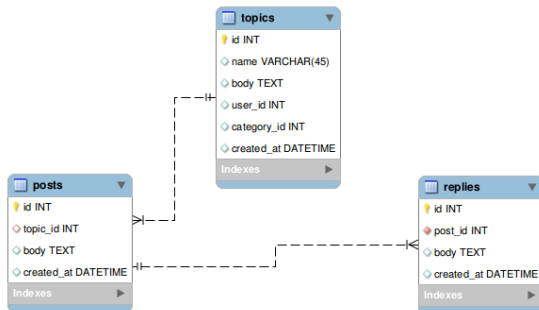 topics
id INT
name VARCHAR(45)
body TEXT
user_id INT
category_id INT
created_at DATETIME
Indexes
posts
id INT
topic_id INT
body TEXT
created_at DATETIME
Indexes
replies
id INT
post_id INT
body TEXT
created_at DATETIME
Indexes